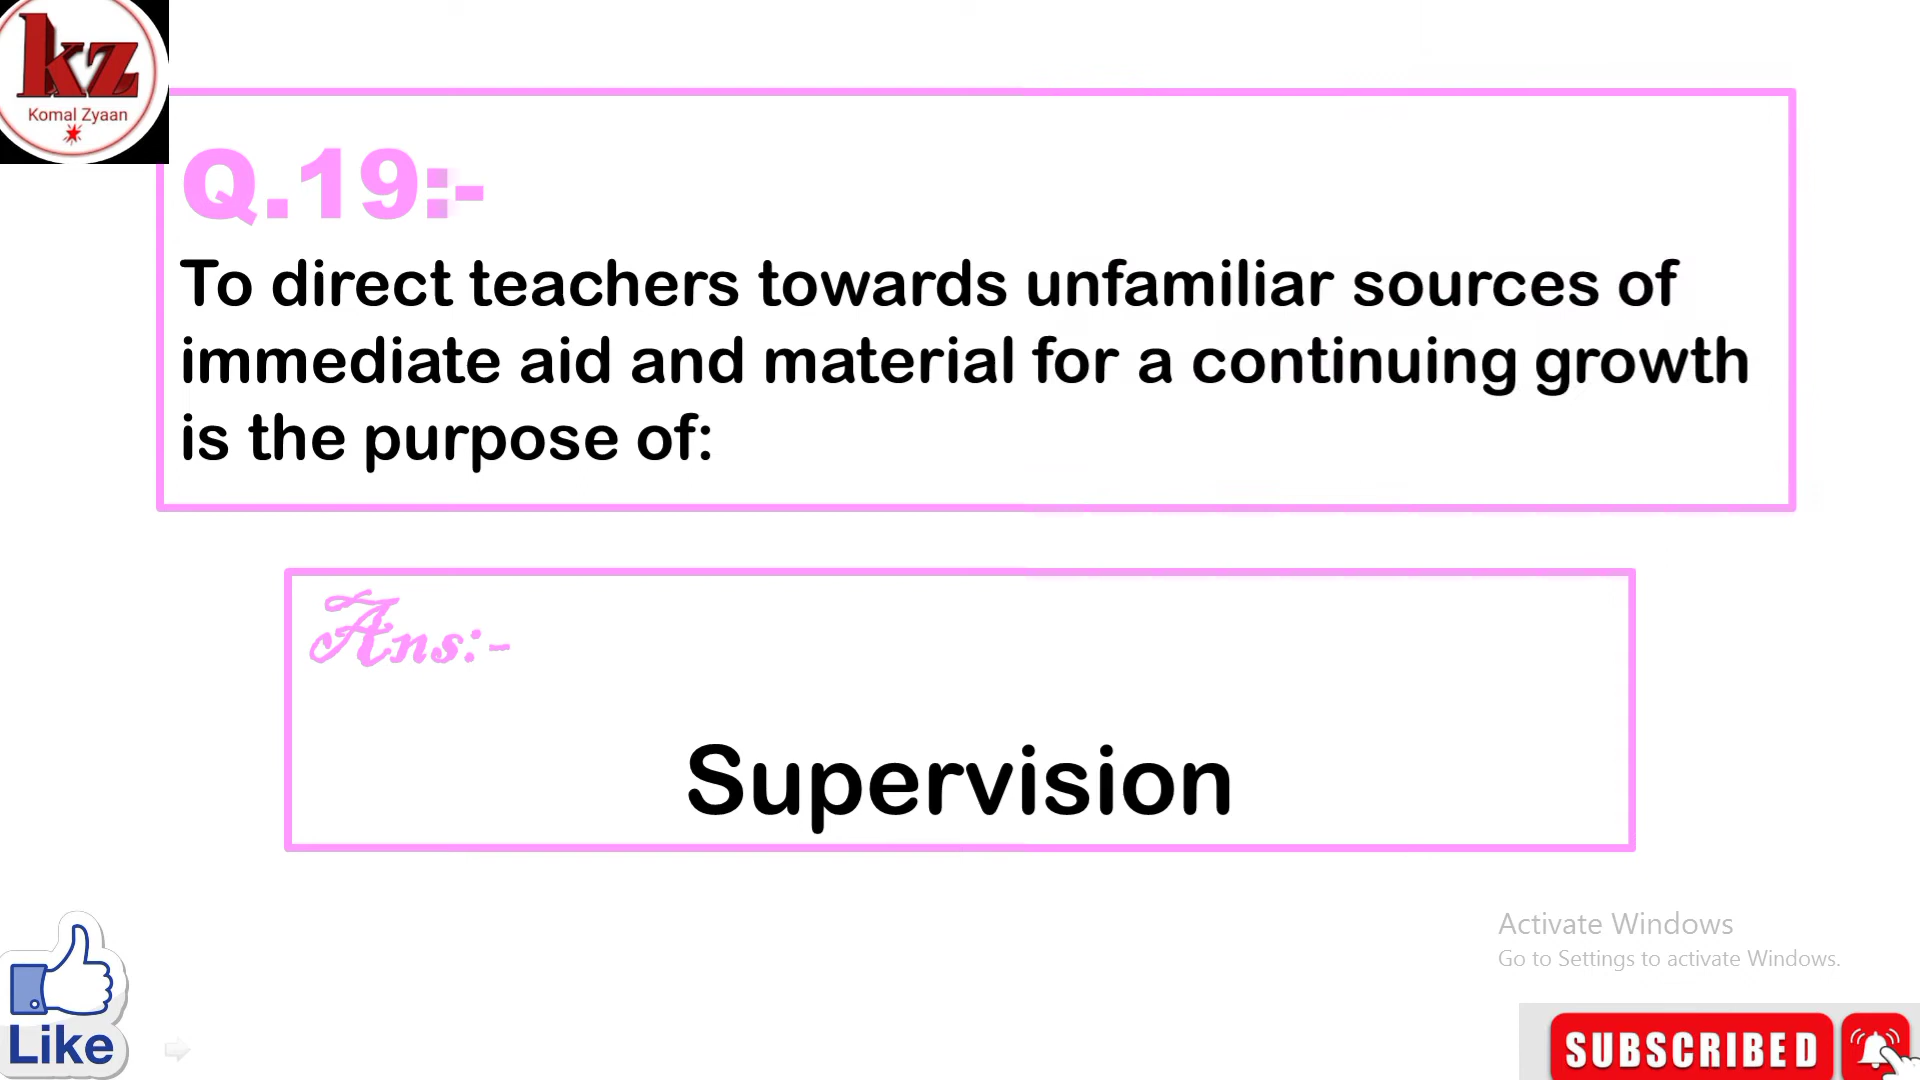 kz
Komal Zyaan
Q.19:-
To direct teachers towards unfamiliar sources of
immediate aid and material for a continuing growth
is the purpose of:
Ans:-
Supervision
Activate Windows
Go to Settings to activate Windows.
Like
SUBSCRIBED